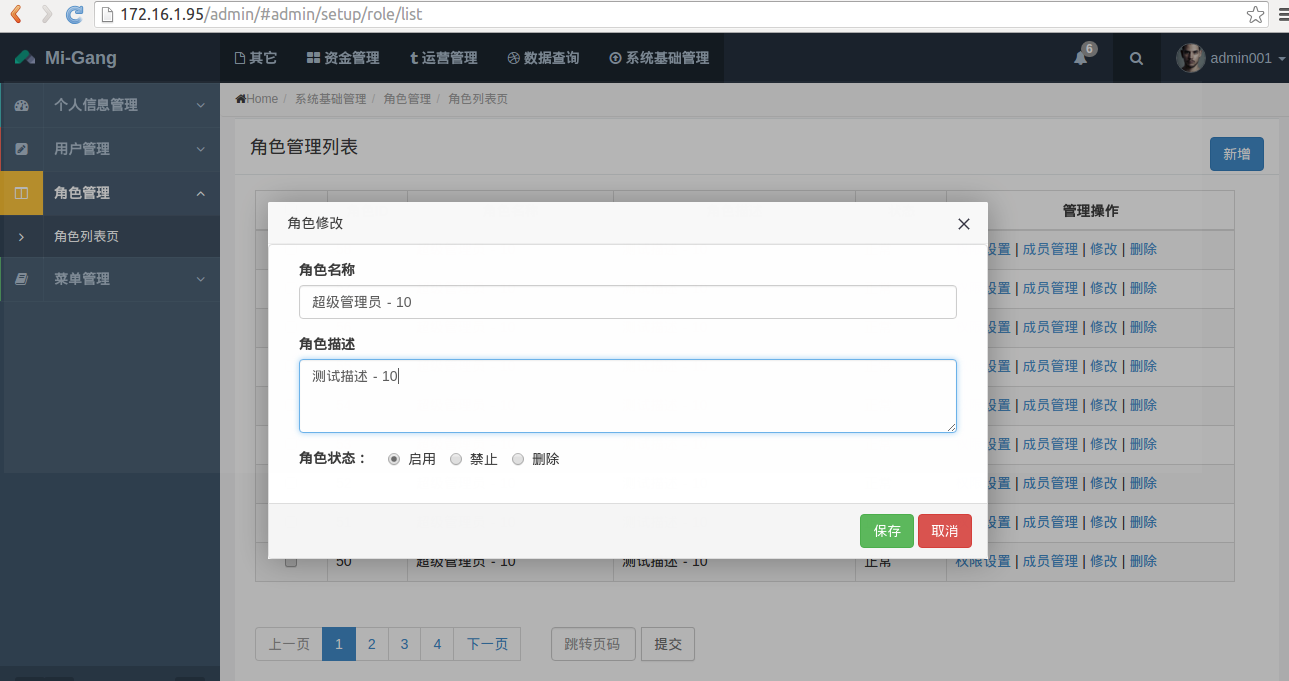 172.16.1.95/admin/#admin/setup/role/list
Mi-Gang
其它 资金管理 运营管理 数据查询 系统基础管理
6
admin001
个人信息管理
用户管理
角色管理
角色列表页
菜单管理
Home / 系统基础管理 / 角色管理 / 角色列表页
角色管理列表
新增
管理操作
设置 | 成员管理 | 修改 | 删除
设置 | 成员管理 | 修改 | 删除
设置 | 成员管理 | 修改 | 删除
设置 | 成员管理 | 修改 | 删除
设置 | 成员管理 | 修改 | 删除
设置 | 成员管理 | 修改 | 删除
设置 | 成员管理 | 修改 | 删除
设置 | 成员管理 | 修改 | 删除
50 超级管理员 - 10 测试描述 - 10 正常 权限设置 | 成员管理 | 修改 | 删除
角色修改
角色名称
超级管理员 - 10
角色描述
测试描述 - 10
角色状态： 启用 禁止 删除
保存 取消
上一页 1 2 3 4 下一页 跳转页码 提交